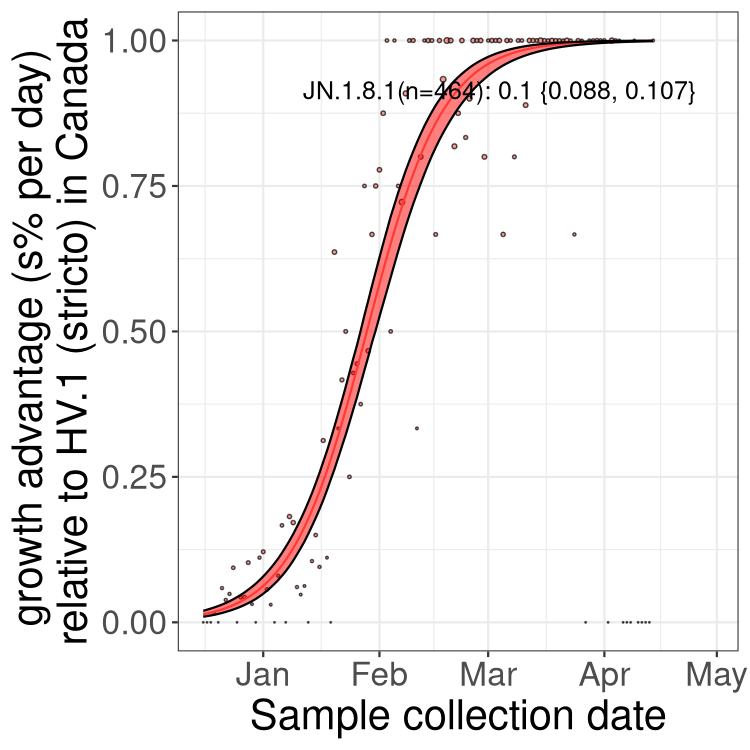 growth advantage (s% per day)
relative to HV.1 (stricto) in Canada
1.00
0.75
0.50
0.25
0.00
JN.1.8.1(n=464): 0.1 {0.088, 0.107}
Jan Feb Mar Apr May
Sample collection date